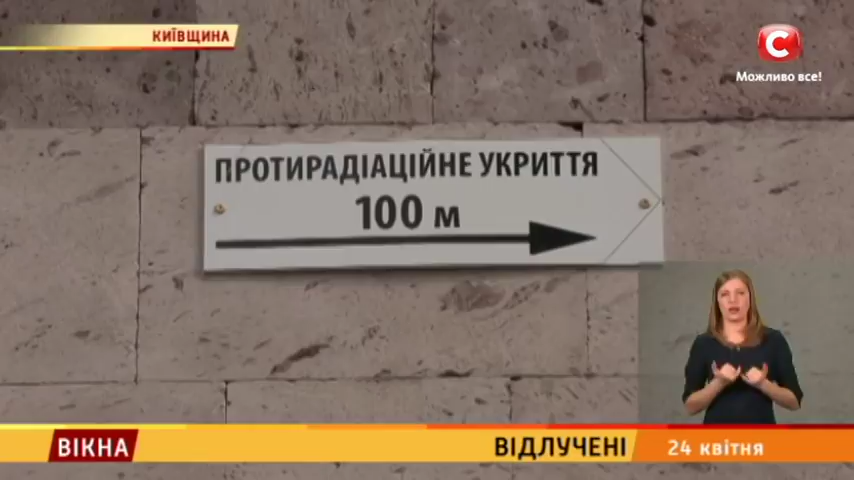 КИЇВЩИНА
Можливо все!
ПРОТИРАДІАЦІЙНЕ УКРИТТЯ
100 м
ВІКНА
ВІДЛУЧЕНІ
24 квітня